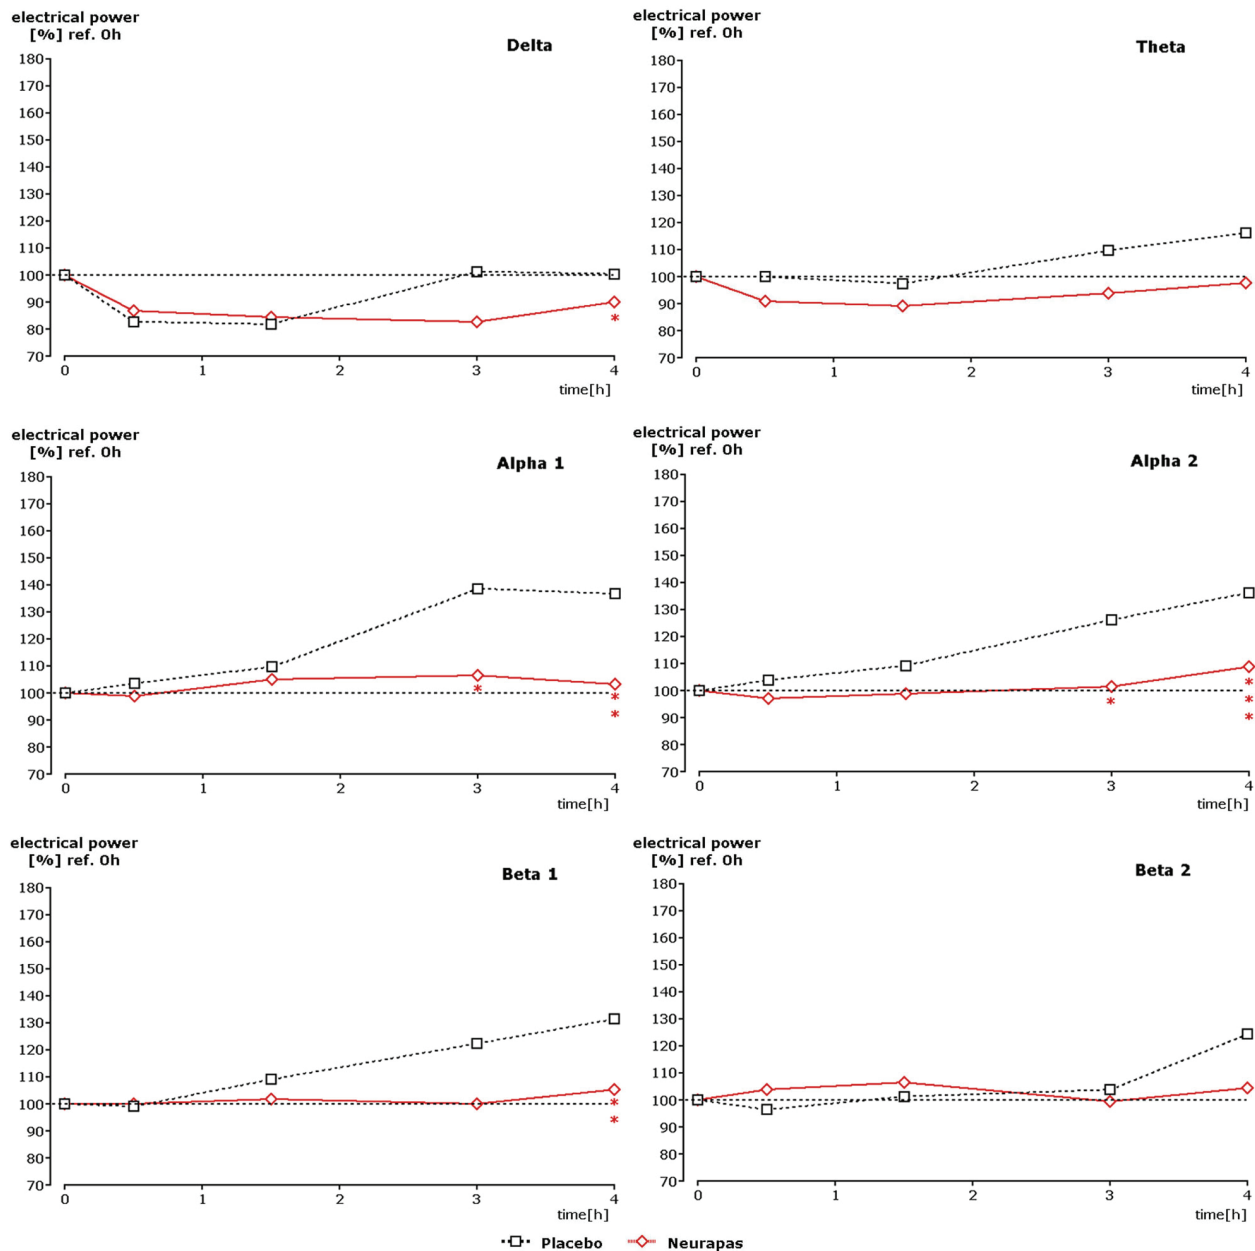 electrical power
[%] ref. 0h
Delta
180
170
160
150
140
130
120
110
100
90
80
70
*
0 1 2 3 4
time[h]
electrical power
[%] ref. 0h
Theta
180
170
160
150
140
130
120
110
100
90
80
70
0 1 2 3 4
time[h]
electrical power
[%] ref. 0h
Alpha 1
180
170
160
150
140
130
120
110
100
90
80
70
*
*
*
0 1 2 3 4
time[h]
electrical power
[%] ref. 0h
Alpha 2
180
170
160
150
140
130
120
110
100
90
80
70
*
*
*
*
0 1 2 3 4
time[h]
electrical power
[%] ref. 0h
Beta 1
180
170
160
150
140
130
120
110
100
90
80
70
*
*
0 1 2 3 4
time[h]
electrical power
[%] ref. 0h
Beta 2
180
170
160
150
140
130
120
110
100
90
80
70
0 1 2 3 4
time[h]
Placebo Neurapas